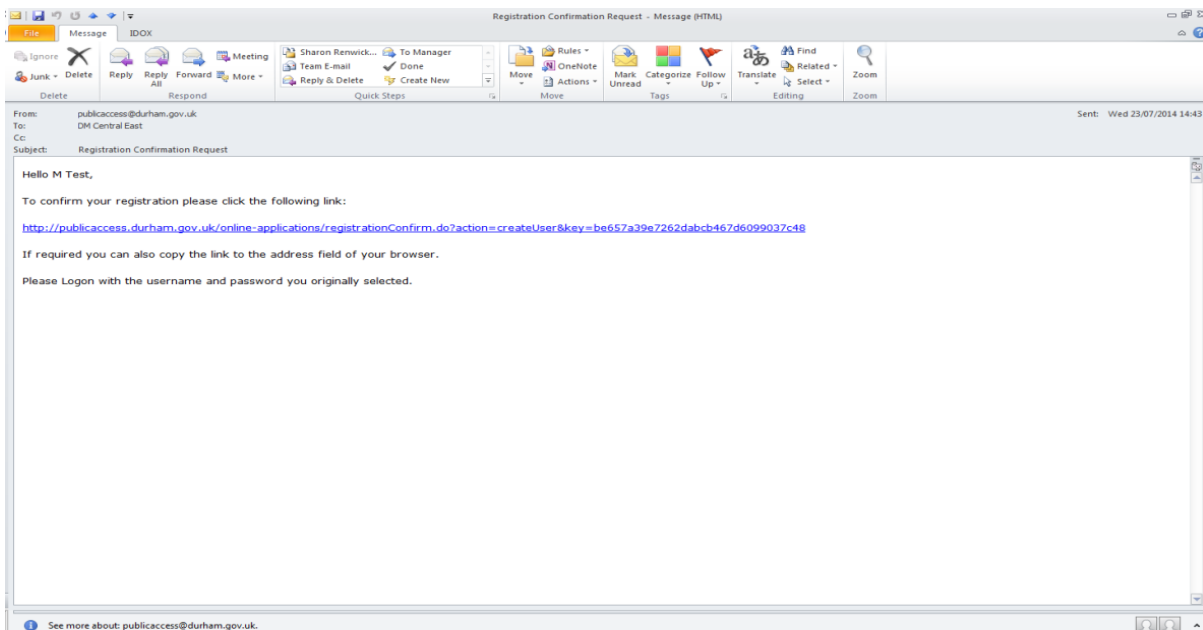 Registration Confirmation Request - Message (HTML)
File Message IDOX
Ignore Meeting Sharon Renwick... To Manager Rules Find
Team E-mail Done OneNote Related
Junk Delete Reply Reply All Forward More Reply & Delete Create New Move Actions Mark Unread Categorize Follow Up Translate Select Zoom
Delete Respond Quick Steps Move Tags Editing Zoom
From: publicaccess@durham.gov.uk Sent: Wed 23/07/2014 14:43
To: DM Central East
Cc:
Subject: Registration Confirmation Request
Hello M Test,
To confirm your registration please click the following link:
http://publicaccess.durham.gov.uk/online-applications/registrationConfirm.do?action=createUser&key=be657a39e7262dabcb467d6099037c48
If required you can also copy the link to the address field of your browser.
Please Logon with the username and password you originally selected.
See more about: publicaccess@durham.gov.uk.